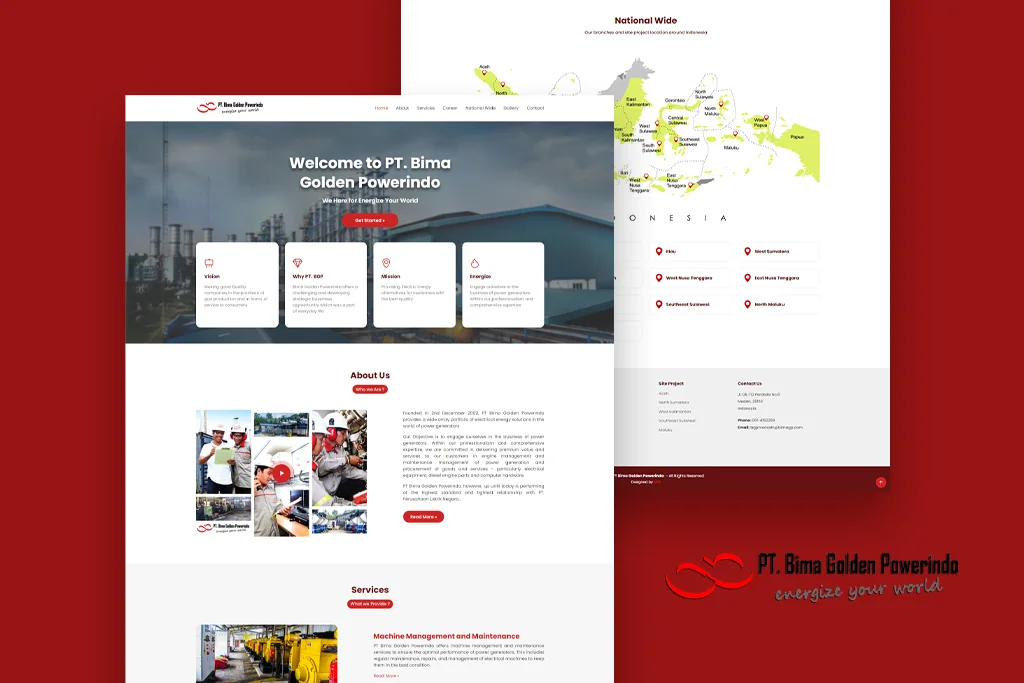 National Wide
Our branches and site project location around Indonesia
Aceh
North
East
Kalimantan
Gorontalo
North
Sulawesi
North
Maluku
Central
Sulawesi
West
Sulawesi
South
Kalimantan
South
Sulawesi
Southeast
Sulawesi
Maluku
West
Papua
Papua
Bali
West
Nusa
Tenggara
East
Nusa
Tenggara
O N E S I A
Riau
West Sumatera
West Nusa Tenggara
East Nusa Tenggara
Southeast Sulawesi
North Maluku
Site Project
Aceh
North Sumatera
West Kalimantan
Southeast Sulawesi
Maluku
Contact Us
Medan, 20153
Indonesia
Phone:
Email:
PT Bima Golden Powerindo - All Rights Reserved
Designed by
PT. Bima Golden Powerindo
energize your world
Home About Services Career National Wide Gallery Contact
Welcome to PT. Bima
Golden Powerindo
We Here for Energize Your World
Get Started »
Vision
Making good Quality
companies in the process of
gas production and in terms of
service to consumers
Why PT. BGP
Bima Golden Powerindo offers a
challenging and developing
strategic business
opportunity which was a part
of everyday life
Mission
Providing Electric Energy
alternatives for customers with
the best quality
Energize
Engage ourselves in the
business of power generators.
Within our professionalism and
comprehensive expertise
About Us
Who we Are ?
Founded in 2nd December 2002, PT Bima Golden Powerindo
provides a wide array portfolio of electrical energy solutions in the
world of power generators
Our Objective is to engage ourselves in the business of power
generators. Within our professionalism and comprehensive
expertise, we are committed in delivering premium value and
services to our customers in engine management and
maintenance management of power generation and
procurement of goods and services - particularly electrical
equipment, diesel engine parts and computer hardware
PT Bima Golden Powerindo, however, up until today is performing
at the highest standard and tighted relationship with PT.
Perusahaan Listrik Negara.
Read More »
PT. Bima Golden Powerindo
energize your world
Services
What we Provide ?
Machine Management and Maintenance
PT Bima Golden Powerindo offers machine management and maintenance
services to ensure the optimal performance of power generators. This includes
regular maintenance, repairs, and management of electrical machines to keep
them in the best condition.
Read More »
PT. Bima Golden Powerindo
energize your world